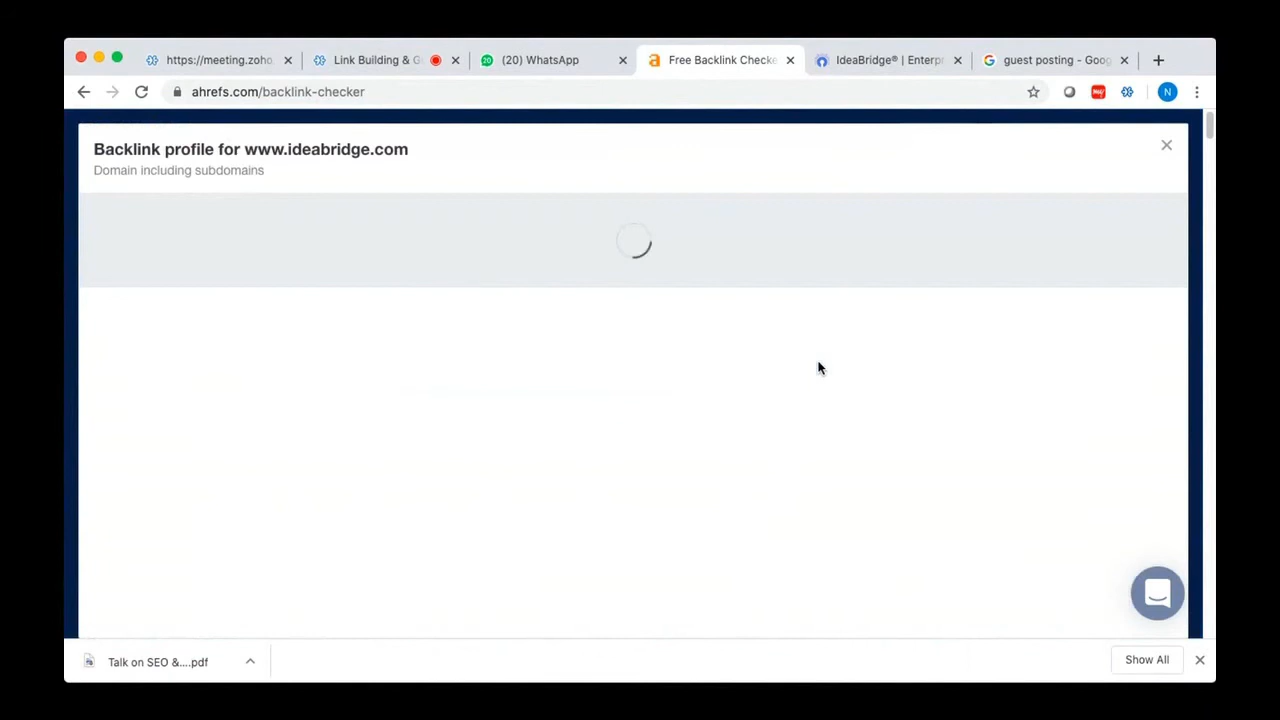 https://meeting.zoho
Link Building & G
(20) WhatsApp
Free Backlink Checke
IdeaBridge® | Enterp
guest posting - Goog
ahrefs.com/backlink-checker
N
Backlink profile for www.ideabridge.com
Domain including subdomains
Talk on SEO &....pdf
Show All